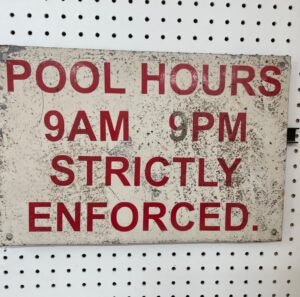 POOL HOURS
9AM 9PM
STRICTLY
ENFORCED.